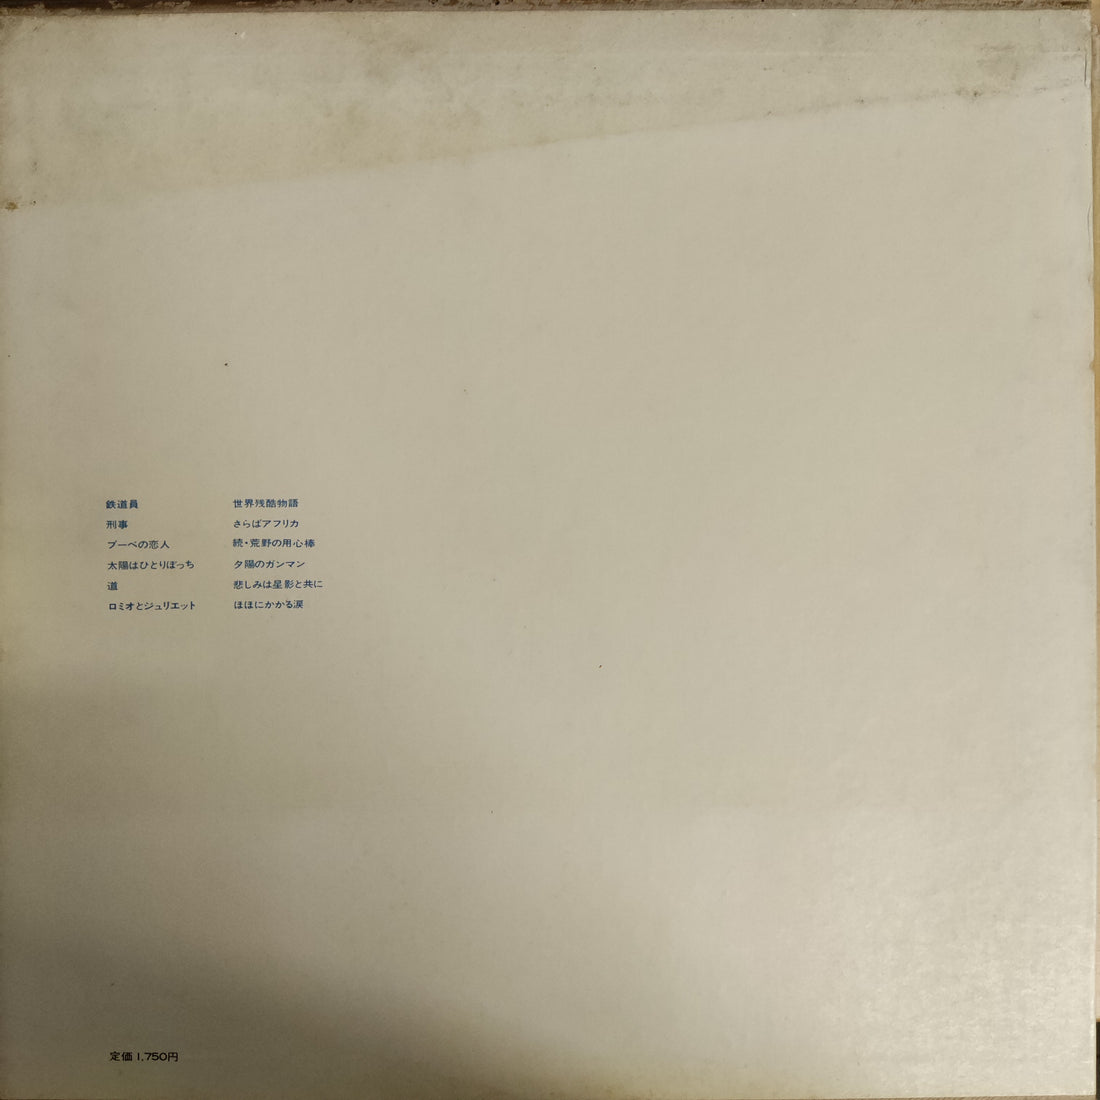 鉄道員
刑事
ブーベの恋人
太陽はひとりぼっち
道
ロミオとジュリエット
世界残酷物語
さらばアフリカ
続・荒野の用心棒
夕陽のガンマン
悲しみは星影と共に
ほほにかかる涙
定価 1,750円